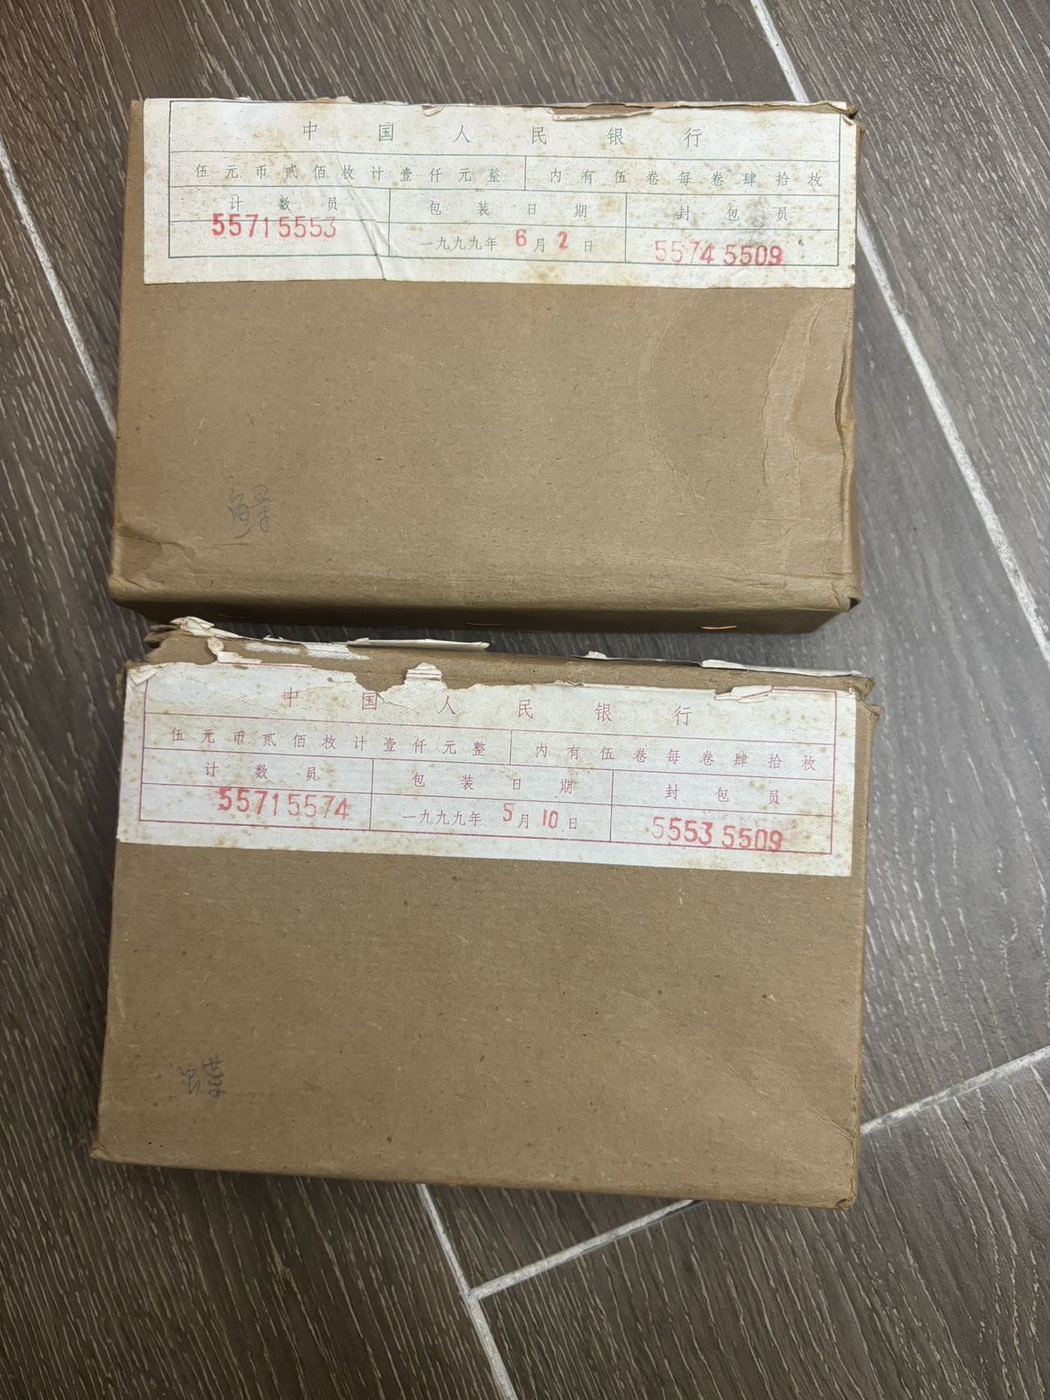 中国人民银行
伍元币贰佰枚计壹仟元整 内有伍卷每卷肆拾枚
计数员 包装日期 封包员
55715553 一九九九年6月2日 55745509
中国人民银行
伍元币贰佰枚计壹仟元整 内有伍卷每卷肆拾枚
计数员 包装日期 封包员
55715574 一九九九年5月10日 55535509
蝶